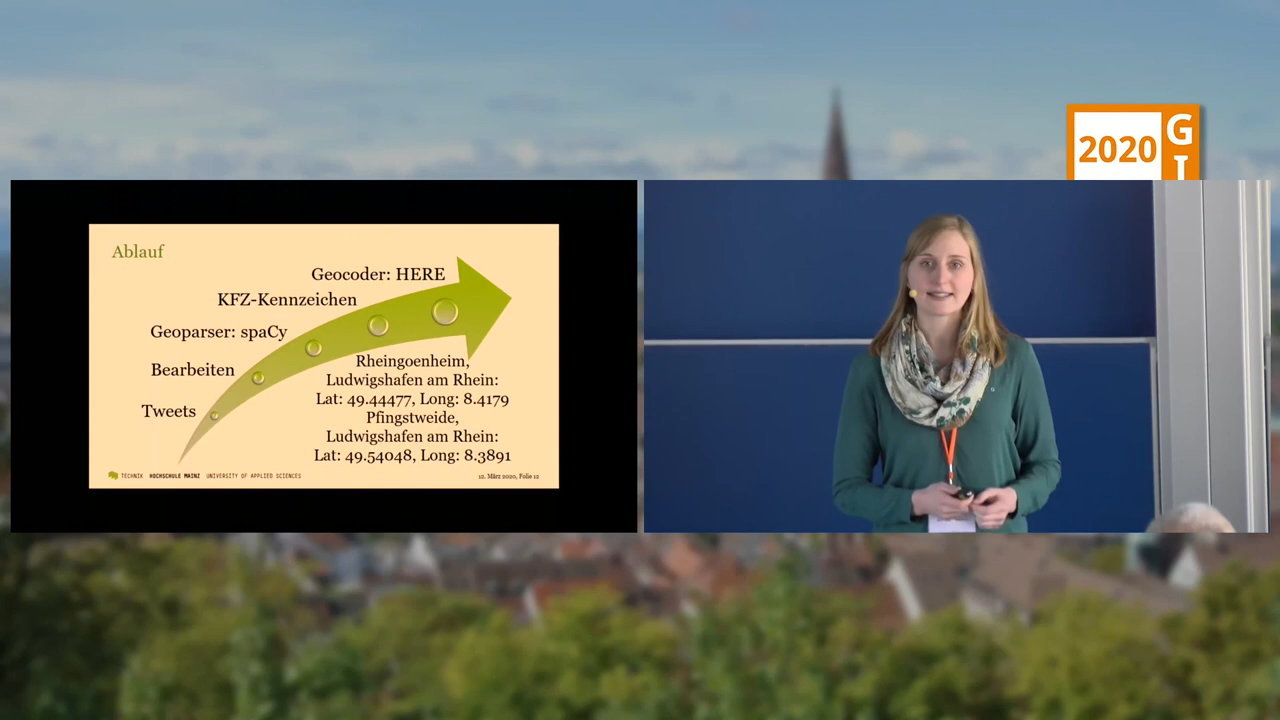 2020
G
I
Ablauf
Geocoder: HERE
KFZ-Kennzeichen
Geoparser: spaCy
Bearbeiten
Tweets
Rheingoenheim,
Ludwigshafen am Rhein:
Lat: 49.44477, Long: 8.4179
Pfingstweide,
Ludwigshafen am Rhein:
Lat: 49.54048, Long: 8.3891
TECHNIK HOCHSCHULE MAINZ UNIVERSITY OF APPLIED SCIENCES
12. März 2020, Folie 12